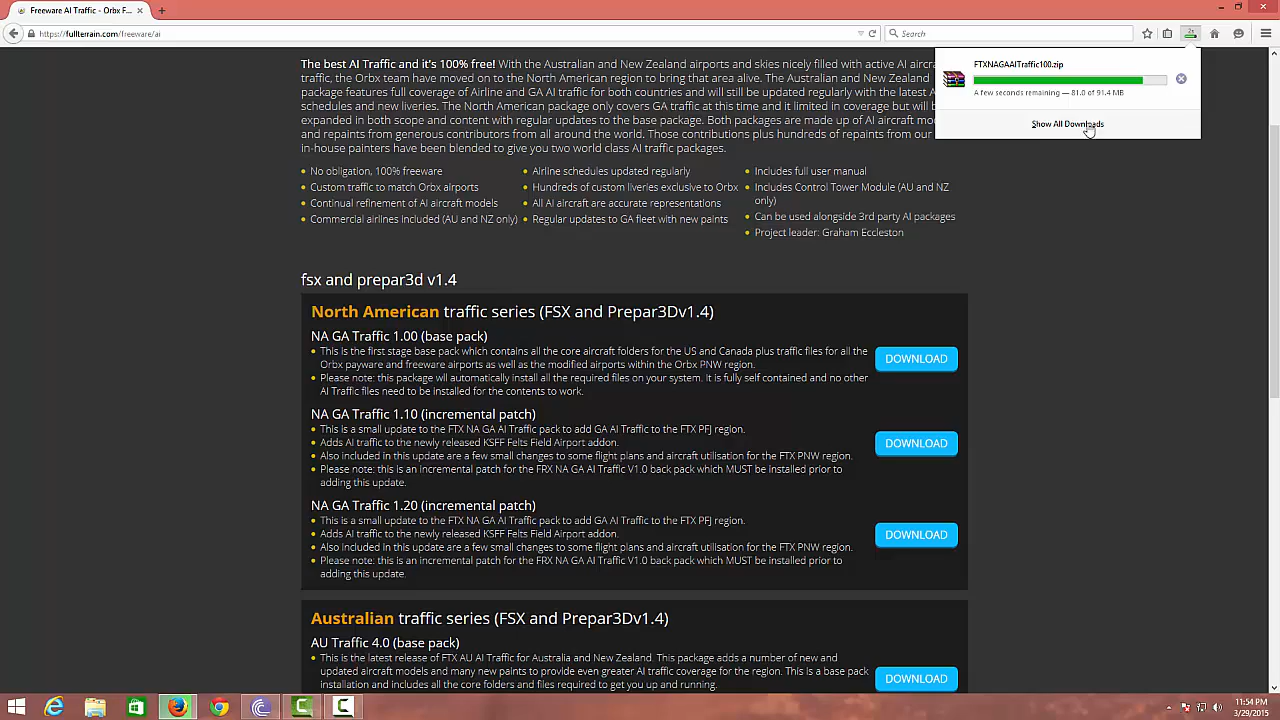 Freeware AI Traffic - Orbx F...
https://fullterrain.com/freeware/ai
Search
FTXNAGAAITraffic100.zip
A few seconds remaining — 81.0 of 91.4 MB
Show All Downloads
The best AI Traffic and it's 100% free! With the Australian and New Zealand airports and skies nicely filled with active AI aircra
traffic, the Orbx team have moved on to the North American region to bring that area alive. The A
package features full coverage of Airline and GA AI traffic for both countries and will still be updated regularly with the latest A
schedules and new liveries. The North American package only covers GA traffic at this time and it limited in coverage but will be
expanded in both scope and content with regular updates to the base package. Both packages are made up of AI aircraft mode
and repaints from generous contributors from all around the world. Those contributions plus hundreds of repaints from our
in-house painters have been blended to give you two world class AI traffic packages.
No obligation, 100% freeware
Custom traffic to match Orbx airports
Continual refinement of AI aircraft models
Commercial airlines included (AU and NZ only)
Airline schedules updated regularly
Hundreds of custom liveries exclusive to Orbx
All AI aircraft are accurate representations
Regular updates to GA fleet with new paints
Includes full user manual
Includes Control Tower Module (AU and NZ
only)
Can be used alongside 3rd party AI packages
Project leader: Graham Eccleston
fsx and prepar3d v1.4
North American traffic series (FSX and Prepar3Dv1.4)
NA GA Traffic 1.00 (base pack)
This is the first stage base pack which contains all the core aircraft folders for the US and Canada plus traffic files for all the
Orbx payware and freeware airports as well as the modified airports within the Orbx PNW region.
Please note: this package wll automatically install all the required files on your system. It is fully self contained and no other
AI Traffic files need to be installed for the contents to work.
DOWNLOAD
NA GA Traffic 1.10 (incremental patch)
This is a small update to the FTX NA GA AI Traffic pack to add GA AI Traffic to the FTX PFJ region.
Adds AI traffic to the newly released KSFF Felts Field Airport addon.
Also included in this update are a few small changes to some flight plans and aircraft utilisation for the FTX PNW region.
Please note: this is an incremental patch for the FRX NA GA AI Traffic V1.0 back pack which MUST be installed prior to
adding this update.
DOWNLOAD
NA GA Traffic 1.20 (incremental patch)
This is a small update to the FTX NA GA AI Traffic pack to add GA AI Traffic to the FTX PFJ region.
Adds AI traffic to the newly released KSFF Felts Field Airport addon.
Also included in this update are a few small changes to some flight plans and aircraft utilisation for the FTX PNW region.
Please note: this is an incremental patch for the FRX NA GA AI Traffic V1.0 back pack which MUST be installed prior to
adding this update.
DOWNLOAD
Australian traffic series (FSX and Prepar3Dv1.4)
AU Traffic 4.0 (base pack)
This is the latest release of FTX AU AI Traffic for Australia and New Zealand. This package adds a number of new and
updated aircraft models and many new paints to provide even greater AI traffic coverage for the region. This is a base pack
installation and includes all the core folders and files required to get you up and running.
DOWNLOAD
11:54 PM
3/29/2015